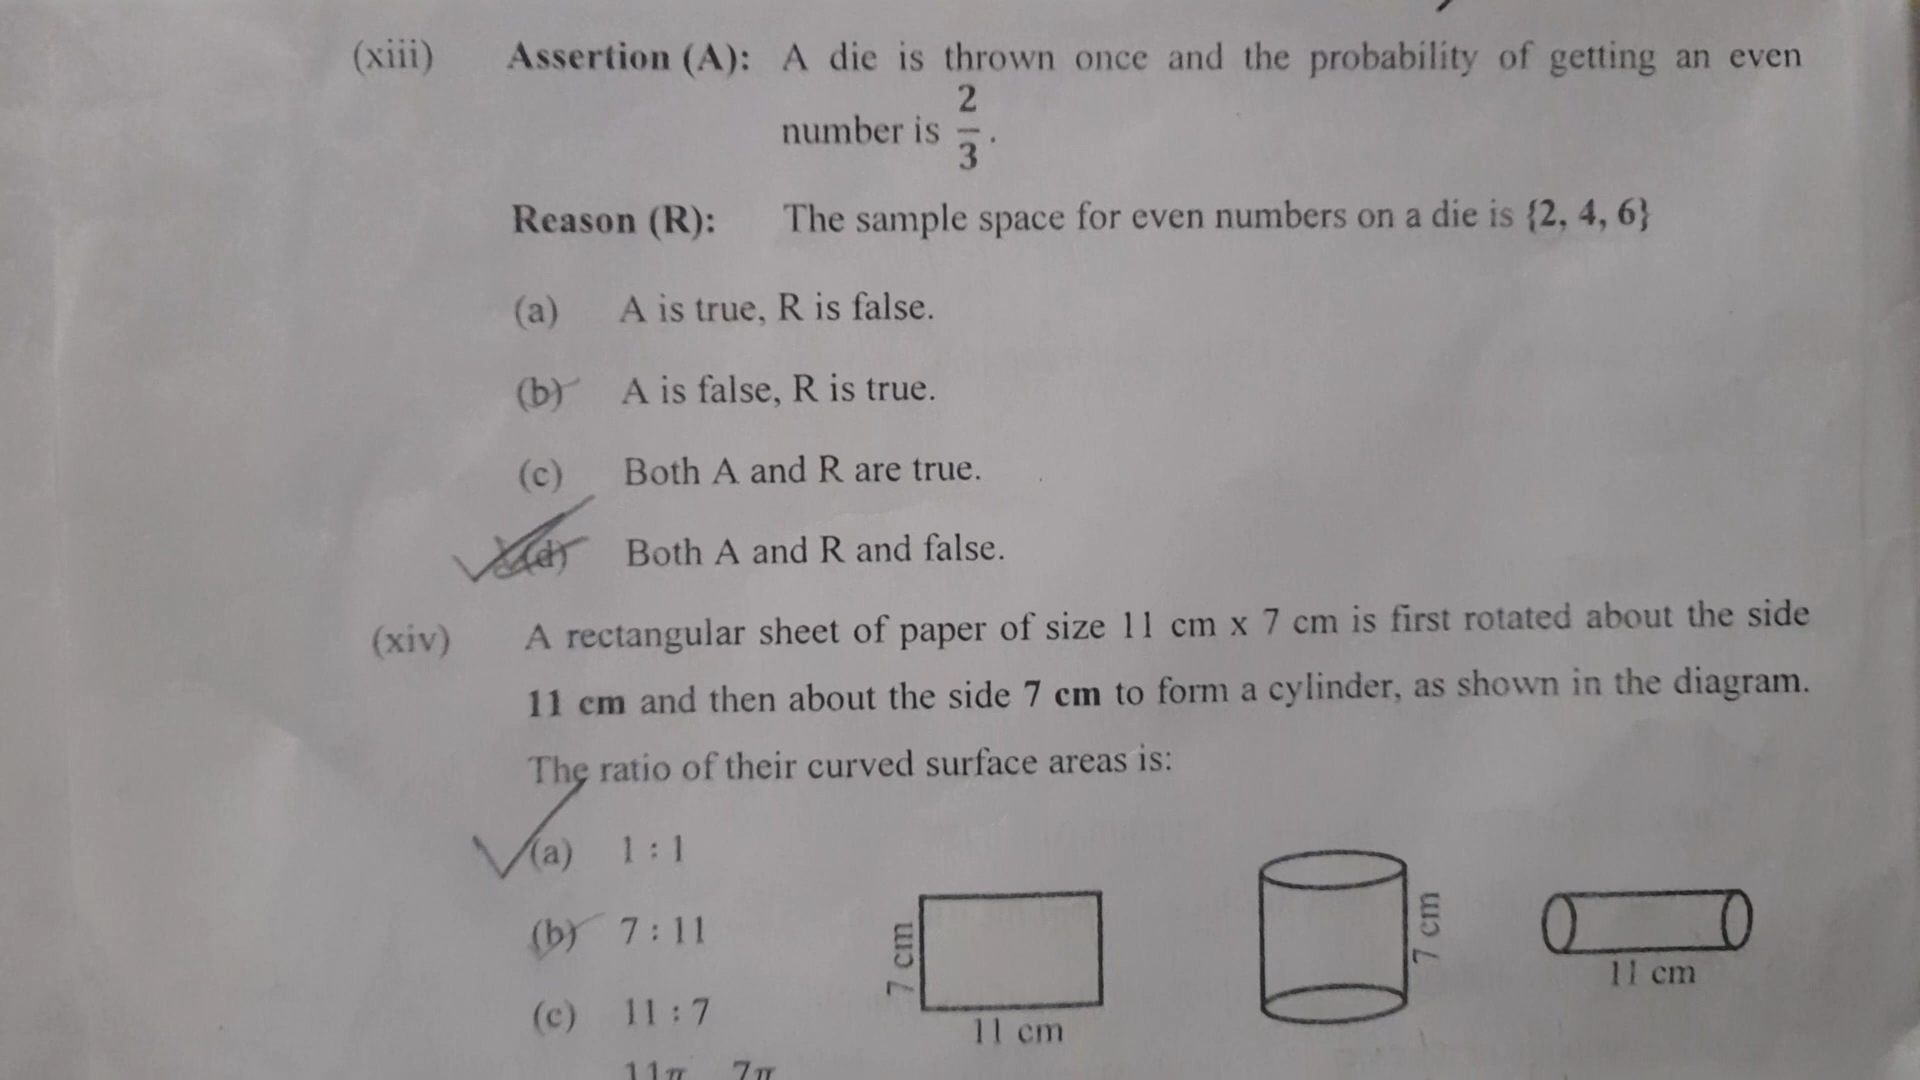 (xiii) Assertion (A): A die is thrown once and the probability of getting an even
number is 2/3.
Reason (R): The sample space for even numbers on a die is {2, 4, 6}
(a) A is true, R is false.
(b) A is false, R is true.
(c) Both A and R are true.
(d) Both A and R and false.
(xiv) A rectangular sheet of paper of size 11 cm x 7 cm is first rotated about the side
11 cm and then about the side 7 cm to form a cylinder, as shown in the diagram.
The ratio of their curved surface areas is:
(a) 1 : 1
(b) 7 : 11
(c) 11 : 7
7 cm
11 cm
7 cm
11 cm
11π 7π